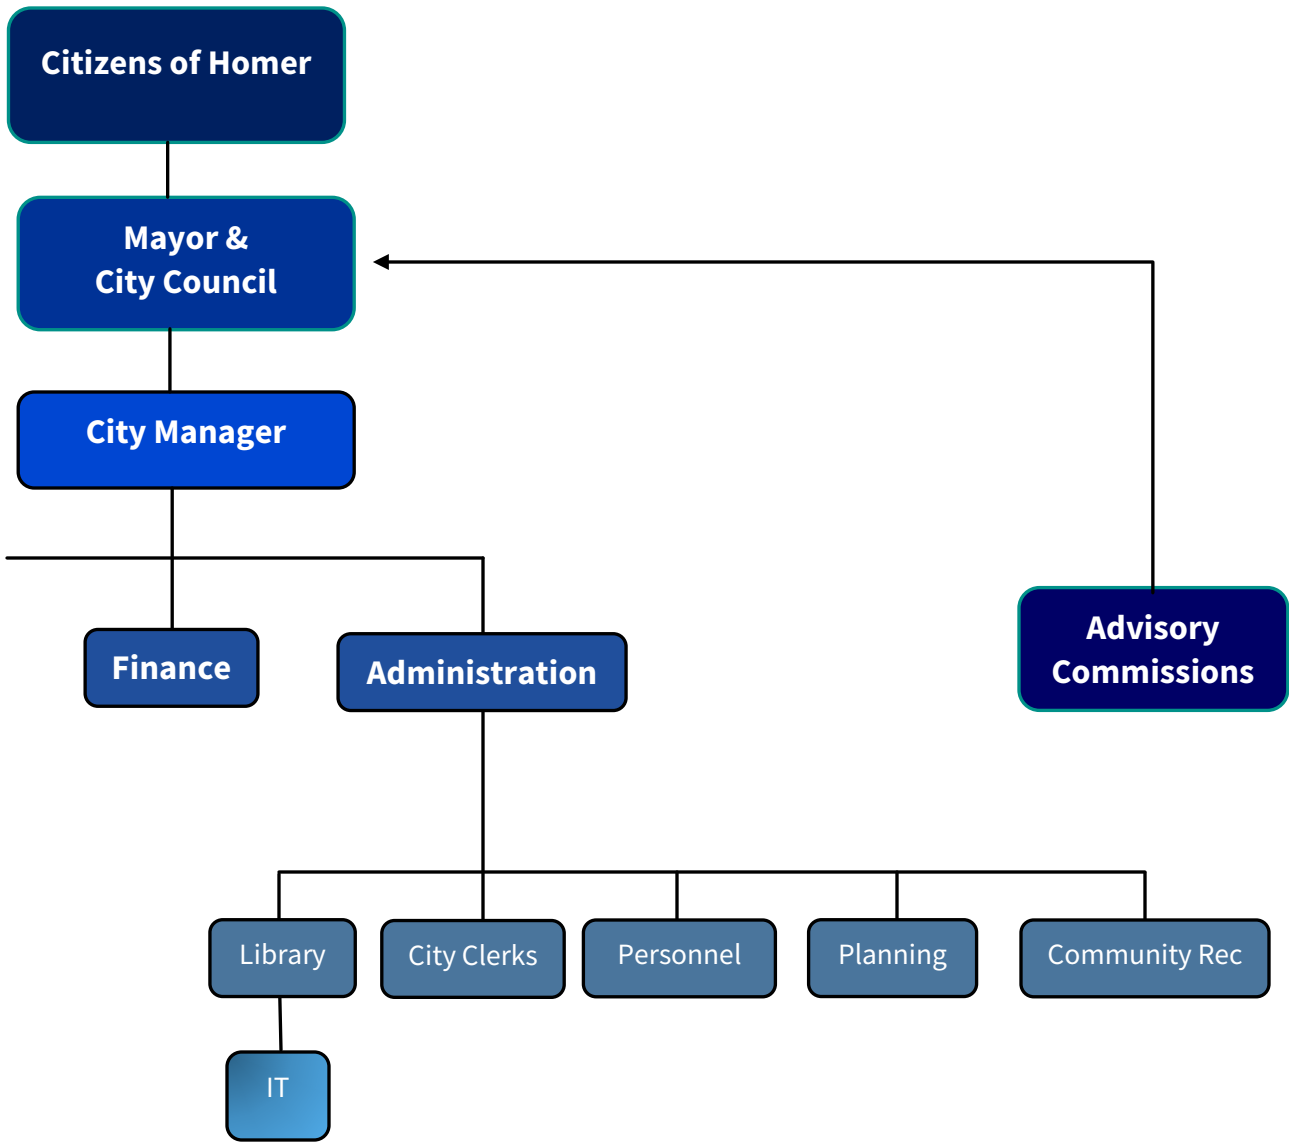 Citizens of Homer
Mayor &
City Council
City Manager
Finance
Administration
Advisory
Commissions
Library
City Clerks
Personnel
Planning
Community Rec
IT